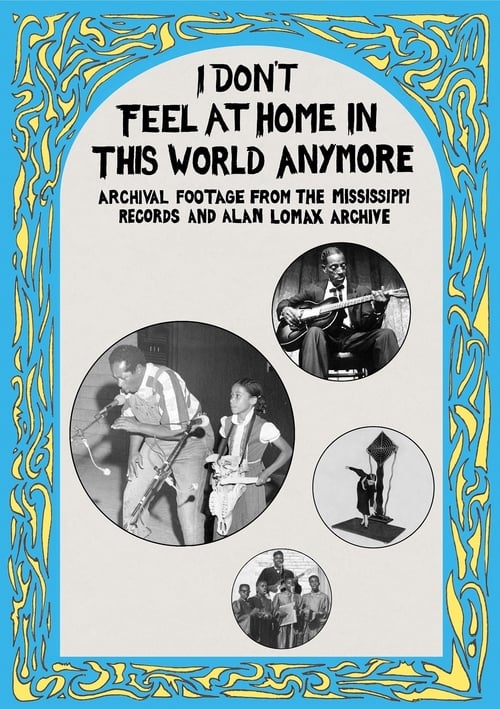 I DON'T
FEEL AT HOME IN
THIS WORLD ANYMORE
ARCHIVAL FOOTAGE FROM THE MISSISSIPPI
RECORDS AND ALAN LOMAX ARCHIVE